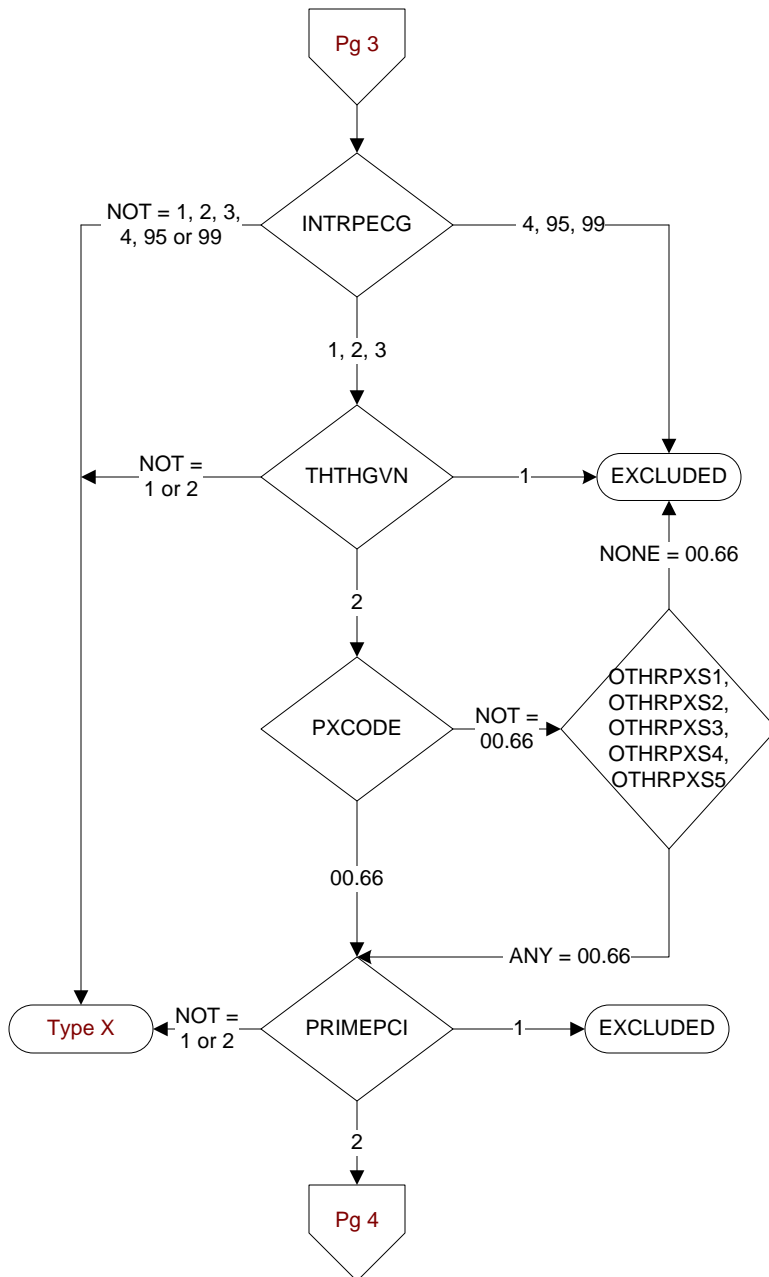 Pg 3
NOT = 1, 2, 3,
4, 95 or 99
INTRPECG
4, 95, 99
1, 2, 3
NOT =
1 or 2
THTHGVN
1
EXCLUDED
NONE = 00.66
2
PXCODE
NOT =
00.66
OTHRPXS1,
OTHRPXS2,
OTHRPXS3,
OTHRPXS4,
OTHRPXS5
00.66
ANY = 00.66
Type X
NOT =
1 or 2
PRIMEPCI
1
EXCLUDED
2
Pg 4